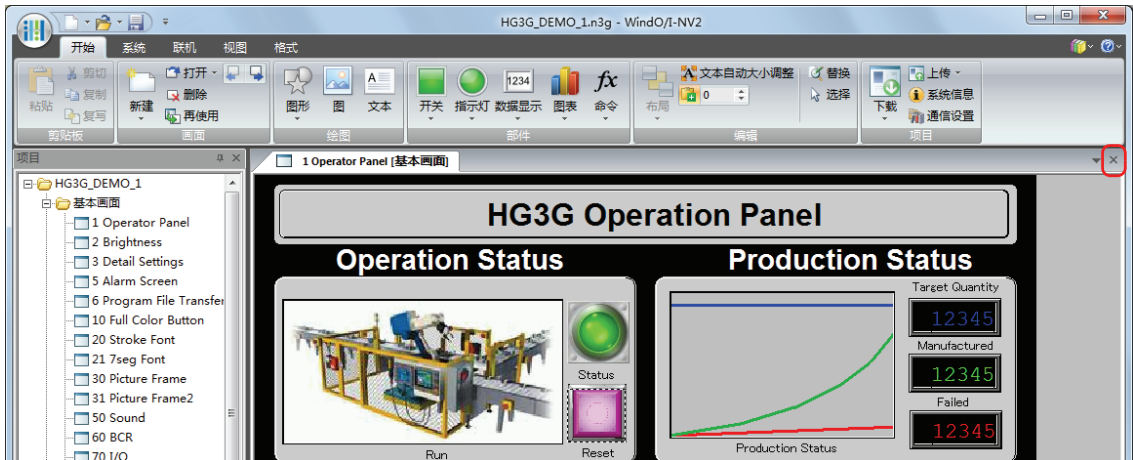 HG3G_DEMO_1.n3g - WindO/I-NV2
开始 系统 联机 视图 格式
剪切 打开 A 文本自动大小调整 替换 上传
复制 删除 1234 fx 0 选择 系统信息
粘贴 复写 新建 再使用 图形 图 文本 开关 指示灯 数据显示 图表 命令 布局 下载 通信设置
剪贴板 画面 绘图 部件 编辑 项目
项目
1 Operator Panel [基本画面]
HG3G_DEMO_1
基本画面
1 Operator Panel
2 Brightness
3 Detail Settings
5 Alarm Screen
6 Program File Transfer
10 Full Color Button
20 Stroke Font
21 7seg Font
30 Picture Frame
31 Picture Frame2
50 Sound
60 BCR
70 I/O
HG3G Operation Panel
Operation Status
Status
Run
Reset
Production Status
Target Quantity
12345
Manufactured
12345
Failed
12345
Production Status